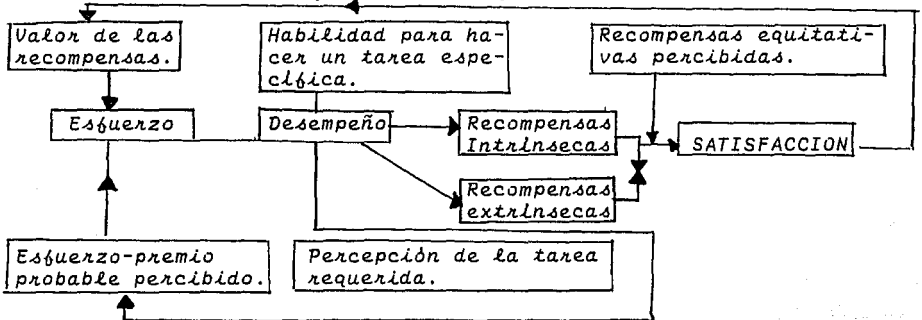 Valor de las
recompensas.
Habilidad para ha-
cer un tarea espe-
cífica.
Recompensas equitati-
vas percibidas.
Esfuerzo
Desempeño
Recompensas
Intrínsecas
SATISFACCION
Recompensas
extrínsecas
Esfuerzo-premio
probable percibido.
Percepción de la tarea
requerida.